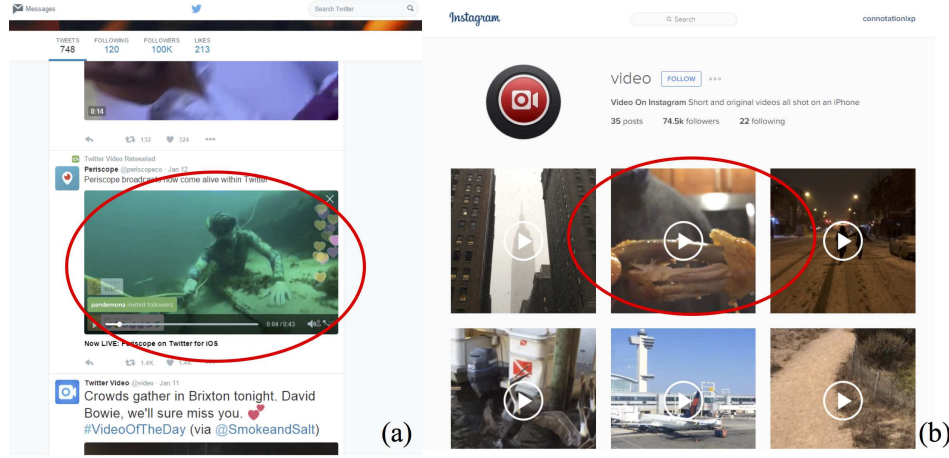 Messages
Search Twitter
TWEETS FOLLOWING FOLLOWERS LIKES
748 120 100K 213
0:14
132 324
Twitter Video Retweeted
Periscope @periscopeco · Jan 12
Periscope broadcasts now come alive within Twitter
pandemona invited followers
0:04 / 0:43
Now LIVE: Periscope on Twitter for iOS
1.4K 1.4K
Twitter Video @video · Jan 11
Crowds gather in Brixton tonight. David
Bowie, we'll sure miss you.
#VideoOfTheDay (via @SmokeandSalt)
(a)
Instagram
Search
connotationlxp
video FOLLOW
Video On Instagram Short and original videos all shot on an iPhone
35 posts 74.5k followers 22 following
(b)